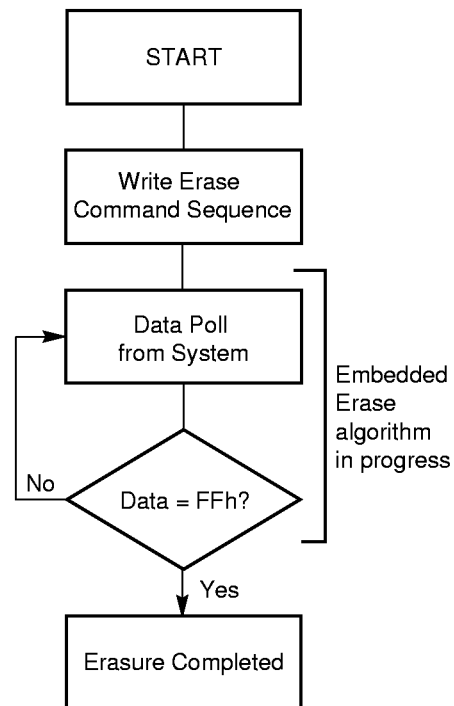 START
Write Erase
Command Sequence
Data Poll
from System
Embedded
Erase
algorithm
in progress
No
Data = FFh?
Yes
Erasure Completed